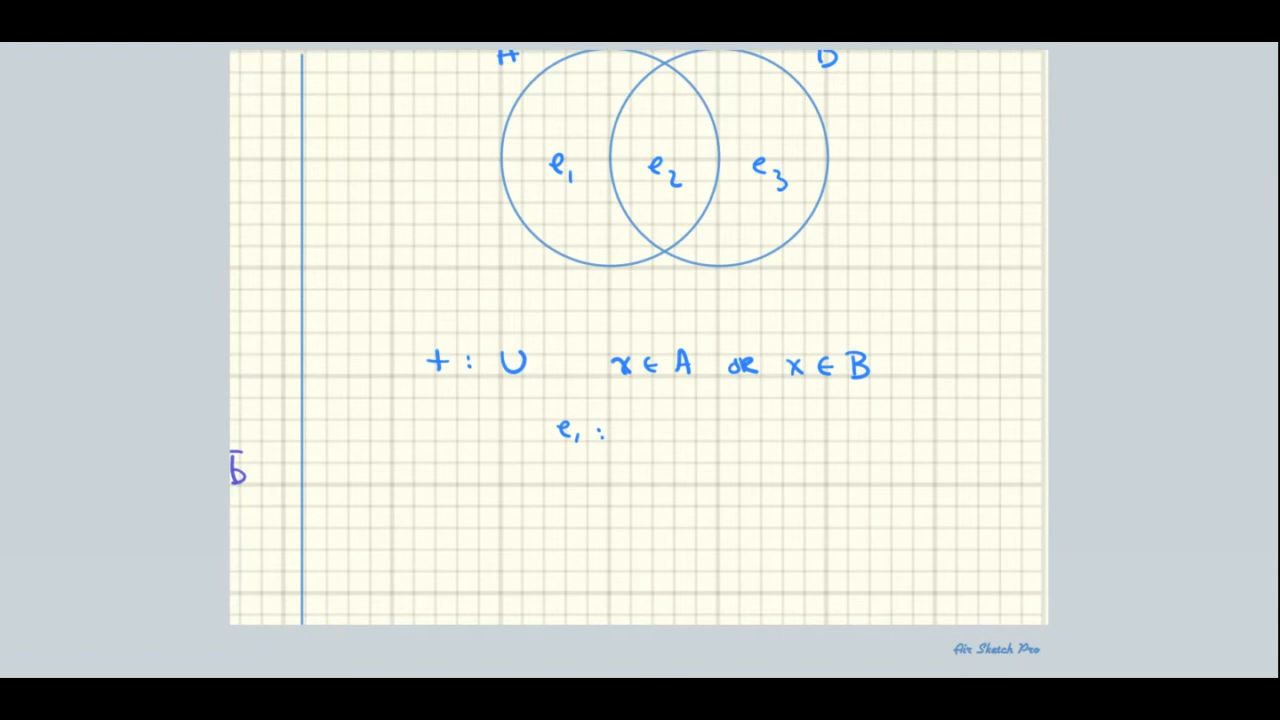 A B
e₁ e₂ e₃
+ : ∪ x ∈ A or x ∈ B
e₁ :
b̄
Air Sketch Pro